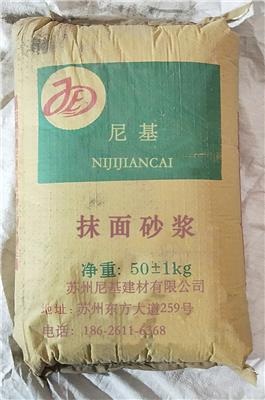 尼基
NIJIJIANCAI
抹面砂浆
净重: 50±1kg
苏州尼基建材有限公司
地址: 苏州东方大道259号
电话: 186-2611-6368